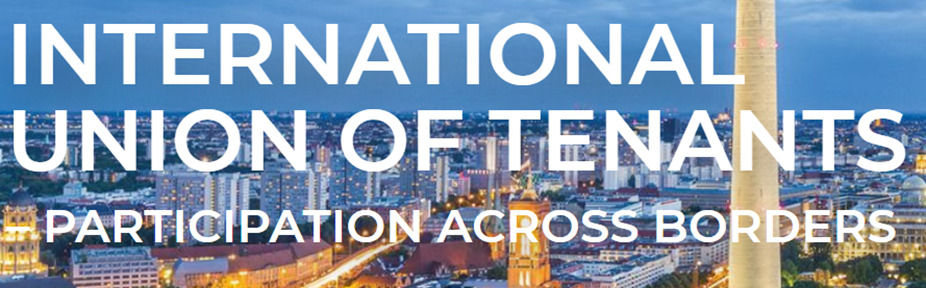 INTERNATIONAL
UNION OF TENANTS
– PARTICIPATION ACROSS BORDERS